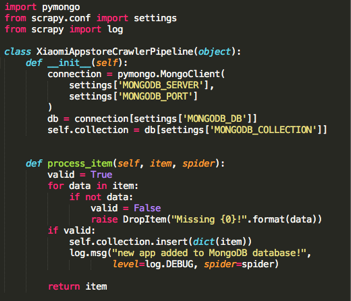 import pymongo
from scrapy.conf import settings
from scrapy import log

class XiaomiAppstoreCrawlerPipeline(object):
    def __init__(self):
        connection = pymongo.MongoClient(
            settings['MONGODB_SERVER'],
            settings['MONGODB_PORT']
        )
        db = connection[settings['MONGODB_DB']]
        self.collection = db[settings['MONGODB_COLLECTION']]

    def process_item(self, item, spider):
        valid = True
        for data in item:
            if not data:
                valid = False
                raise DropItem("Missing {0}!".format(data))
        if valid:
            self.collection.insert(dict(item))
            log.msg("new app added to MongoDB database!",
                    level=log.DEBUG, spider=spider)

        return item